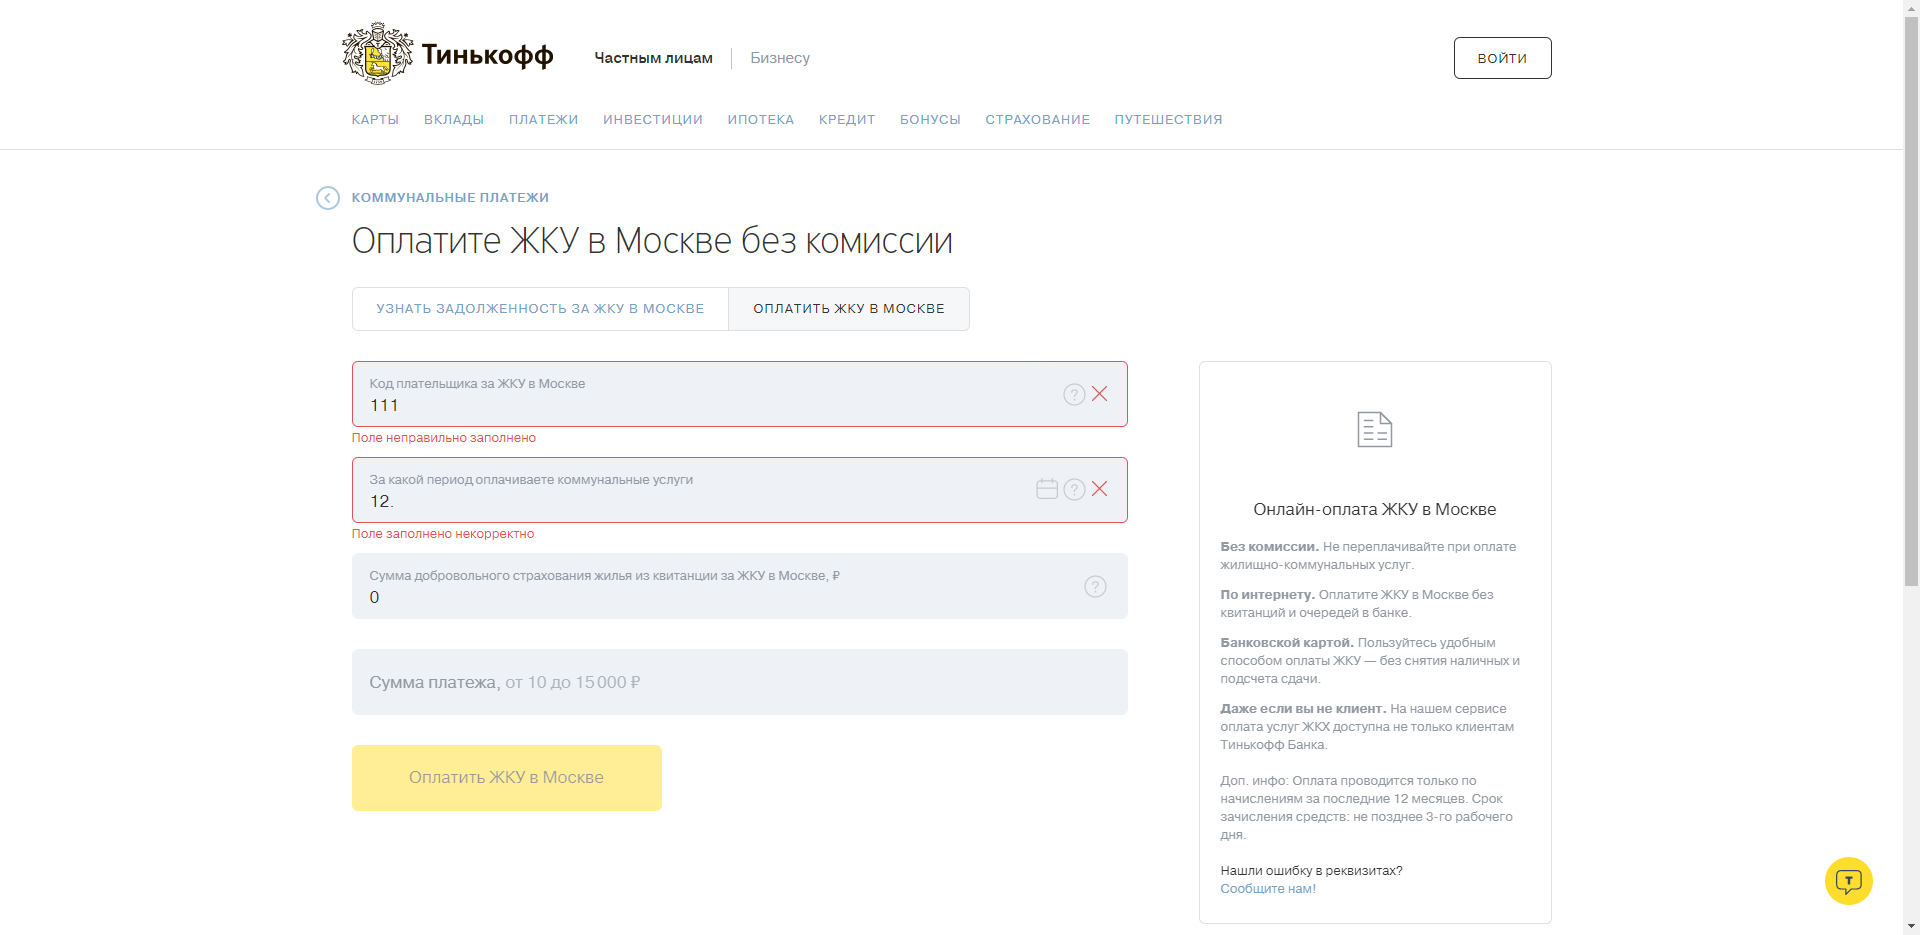 Тинькофф
Частным лицам
Бизнесу
ВОЙТИ
КАРТЫ ВКЛАДЫ ПЛАТЕЖИ ИНВЕСТИЦИИ ИПОТЕКА КРЕДИТ БОНУСЫ СТРАХОВАНИЕ ПУТЕШЕСТВИЯ
КОММУНАЛЬНЫЕ ПЛАТЕЖИ
Оплатите ЖКУ в Москве без комиссии
УЗНАТЬ ЗАДОЛЖЕННОСТЬ ЗА ЖКУ В МОСКВЕ
ОПЛАТИТЬ ЖКУ В МОСКВЕ
Код плательщика за ЖКУ в Москве
111
?
Поле неправильно заполнено
За какой период оплачиваете коммунальные услуги
12.
?
Поле заполнено некорректно
Сумма добровольного страхования жилья из квитанции за ЖКУ в Москве, ₽
0
?
Сумма платежа, от 10 до 15 000 ₽
Оплатить ЖКУ в Москве
Онлайн-оплата ЖКУ в Москве
Без комиссии. Не переплачивайте при оплате
жилищно-коммунальных услуг.
По интернету. Оплатите ЖКУ в Москве без
квитанций и очередей в банке.
Банковской картой. Пользуйтесь удобным
способом оплаты ЖКУ — без снятия наличных и
подсчета сдачи.
Даже если вы не клиент. На нашем сервисе
оплата услуг ЖКХ доступна не только клиентам
Тинькофф Банка.
Доп. инфо: Оплата проводится только по
начислениям за последние 12 месяцев. Срок
зачисления средств: не позднее 3-го рабочего
дня.
Нашли ошибку в реквизитах?
Сообщите нам!
Т